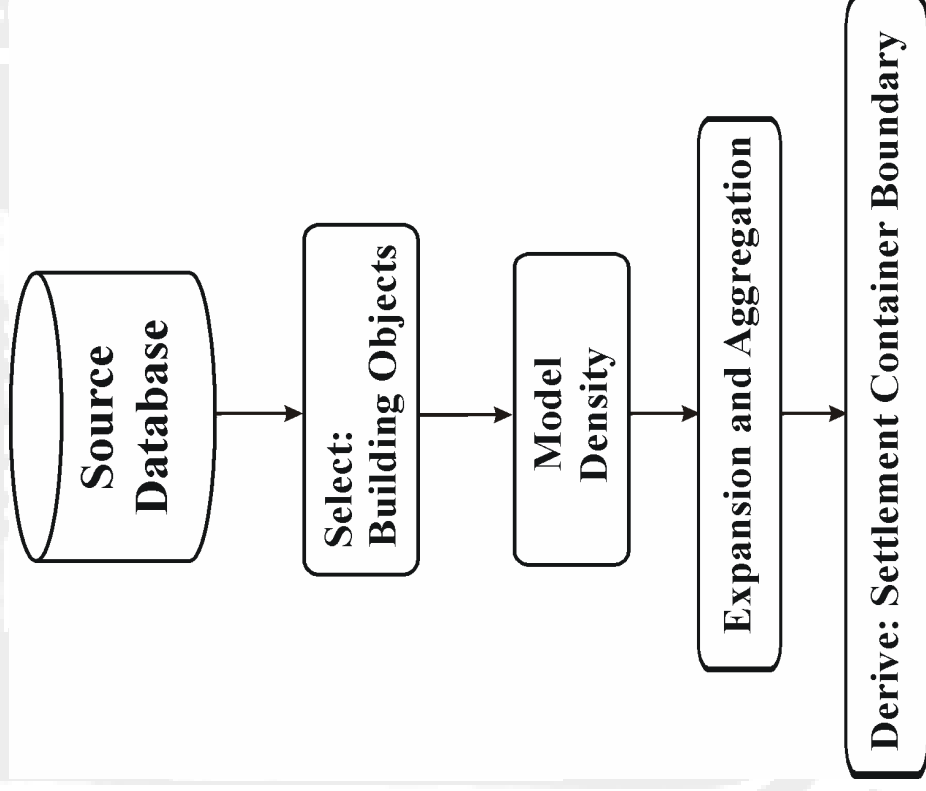 Source
Database
Select:
Building Objects
Model
Density
Expansion and Aggregation
Derive: Settlement Container Boundary